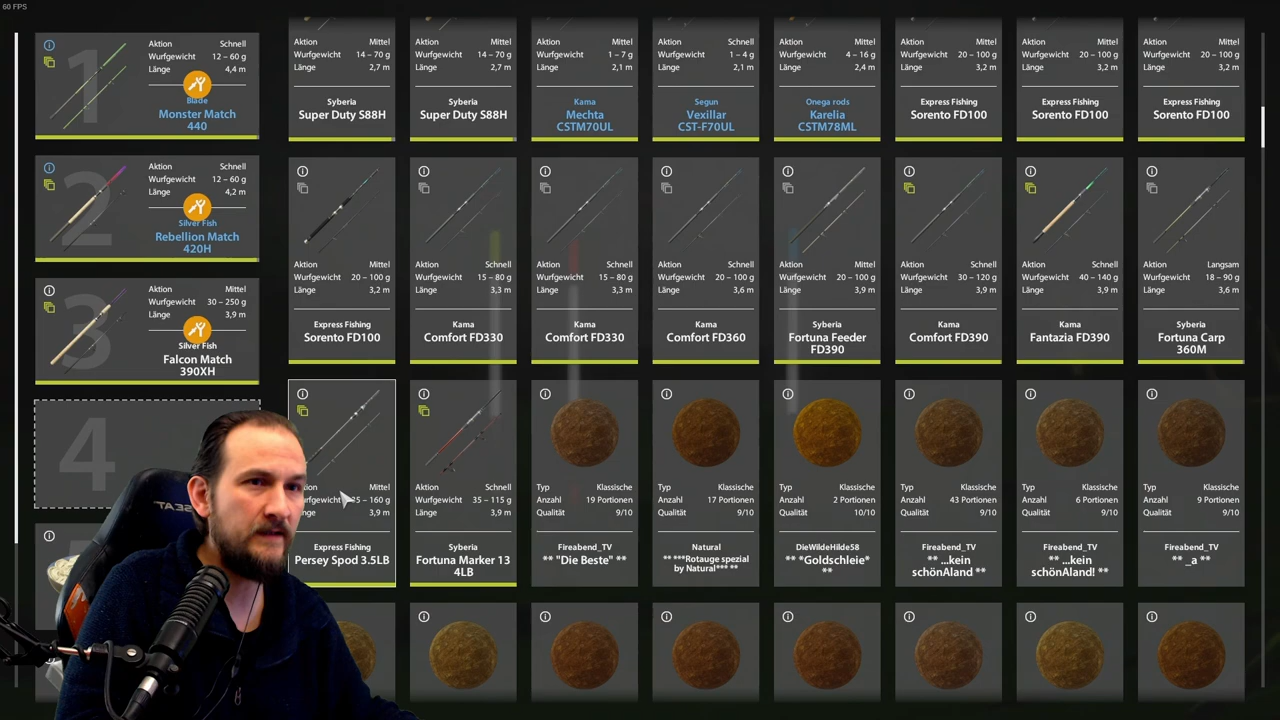 60 FPS
1
Aktion Schnell
Wurfgewicht 12 – 60 g
Länge 4,4 m
Blade
Monster Match
440
2
Aktion Schnell
Wurfgewicht 12 – 60 g
Länge 4,2 m
Silver Fish
Rebellion Match
420H
3
Aktion Mittel
Wurfgewicht 30 – 250 g
Länge 3,9 m
Silver Fish
Falcon Match
390XH
4
Aktion Mittel
Wurfgewicht 14 – 70 g
Länge 2,7 m
Syberia
Super Duty S88H
Aktion Mittel
Wurfgewicht 14 – 70 g
Länge 2,7 m
Syberia
Super Duty S88H
Aktion Mittel
Wurfgewicht 1 – 7 g
Länge 2,1 m
Kama
Mechta
CSTM70UL
Aktion Schnell
Wurfgewicht 1 – 4 g
Länge 2,1 m
Segun
Vexillar
CST-F70UL
Aktion Mittel
Wurfgewicht 4 – 16 g
Länge 2,4 m
Onega rods
Karelia
CSTM78ML
Aktion Mittel
Wurfgewicht 20 – 100 g
Länge 3,2 m
Express Fishing
Sorento FD100
Aktion Mittel
Wurfgewicht 20 – 100 g
Länge 3,2 m
Express Fishing
Sorento FD100
Aktion Mittel
Wurfgewicht 20 – 100 g
Länge 3,2 m
Express Fishing
Sorento FD100
Aktion Mittel
Wurfgewicht 20 – 100 g
Länge 3,2 m
Express Fishing
Sorento FD100
Aktion Schnell
Wurfgewicht 15 – 80 g
Länge 3,3 m
Kama
Comfort FD330
Aktion Schnell
Wurfgewicht 15 – 80 g
Länge 3,3 m
Kama
Comfort FD330
Aktion Schnell
Wurfgewicht 20 – 100 g
Länge 3,6 m
Kama
Comfort FD360
Aktion Mittel
Wurfgewicht 20 – 100 g
Länge 3,9 m
Syberia
Fortuna Feeder
FD390
Aktion Schnell
Wurfgewicht 30 – 120 g
Länge 3,9 m
Kama
Comfort FD390
Aktion Schnell
Wurfgewicht 40 – 140 g
Länge 3,9 m
Kama
Fantazia FD390
Aktion Langsam
Wurfgewicht 18 – 90 g
Länge 3,6 m
Syberia
Fortuna Carp
360M
Mittel
– 160 g
3,9 m
Express Fishing
Persey Spod 3.5LB
Aktion Mittel
Wurfgewicht 35 – 115 g
Länge 3,9 m
Syberia
Fortuna Marker 13
4LB
Typ Klassische
Anzahl 19 Portionen
Qualität 9/10
Fireabend_TV
** "Die Beste" **
Typ Klassische
Anzahl 17 Portionen
Qualität 9/10
Natural
** ***Rotauge spezial
by Natural*** **
Typ Klassische
Anzahl 2 Portionen
Qualität 10/10
DieWildeHilde58
** *Goldschleie*
**
Typ Klassische
Anzahl 43 Portionen
Qualität 9/10
Fireabend_TV
** ...kein
schönAland **
Typ Klassische
Anzahl 6 Portionen
Qualität 9/10
Fireabend_TV
** ...kein
schönAland! **
Typ Klassische
Anzahl 9 Portionen
Qualität 9/10
Fireabend_TV
** _a **
SEAT